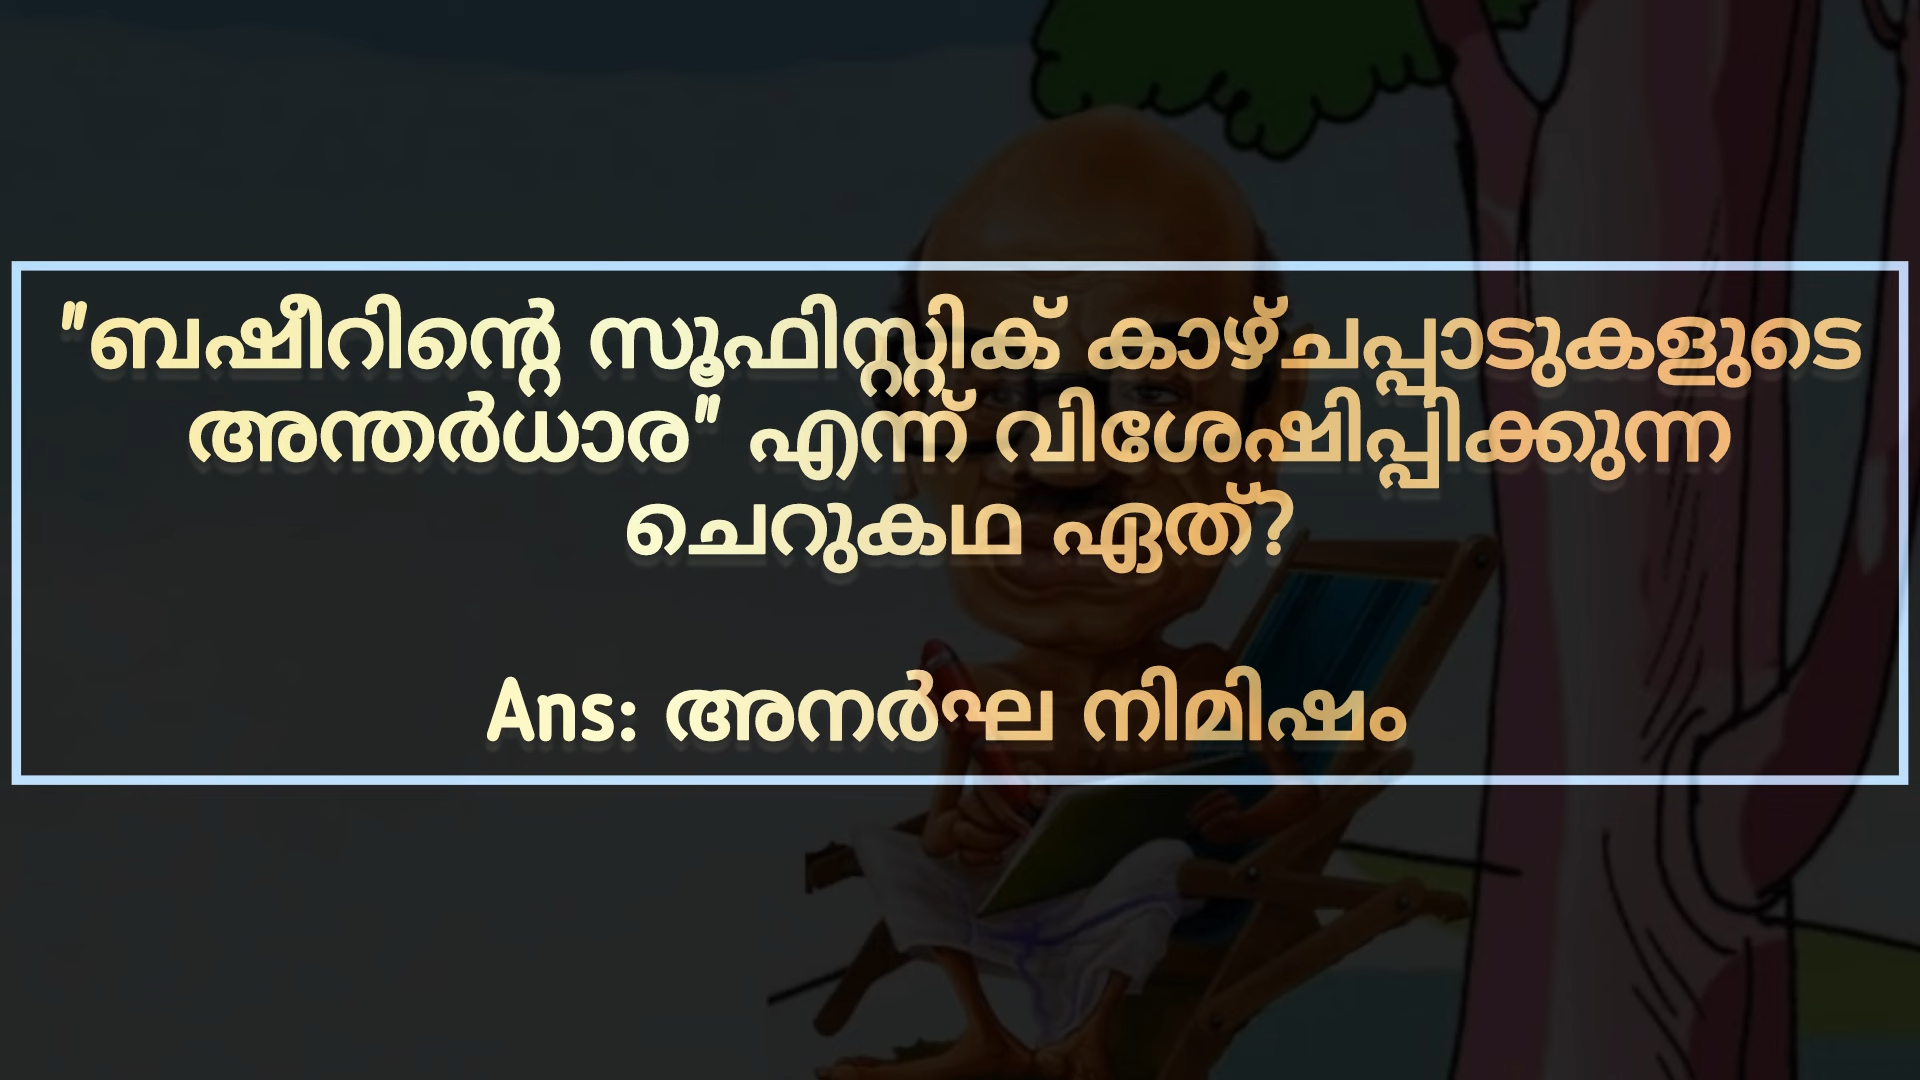 "ബഷീറിന്റെ സൂഫിസ്റ്റിക് കാഴ്ചപ്പാടുകളുടെ
അന്തർധാര" എന്ന് വിശേഷിപ്പിക്കുന്ന
ചെറുകഥ ഏത്?
Ans: അനർഘ നിമിഷം